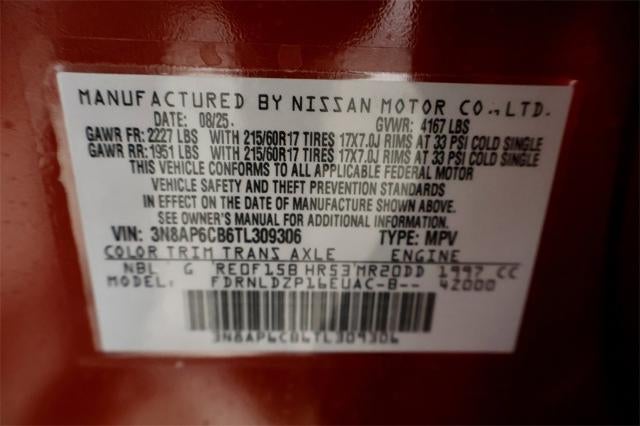 MANUFACTURED BY NISSAN MOTOR CO., LTD.
DATE: 08/25. GVWR: 4167 LBS
GAWR FR: 2227 LBS WITH 215/60R17 TIRES 17X7.0J RIMS AT 33 PSI COLD SINGLE
GAWR RR: 1951 LBS WITH 215/60R17 TIRES 17X7.0J RIMS AT 33 PSI COLD SINGLE
THIS VEHICLE CONFORMS TO ALL APPLICABLE FEDERAL MOTOR
VEHICLE SAFETY AND THEFT PREVENTION STANDARDS
IN EFFECT ON THE DATE OF MANUFACTURE SHOWN ABOVE.
SEE OWNER'S MANUAL FOR ADDITIONAL INFORMATION.
VIN: 3N8AP6CB6TL309306 TYPE: MPV
COLOR TRIM TRANS AXLE ENGINE
NBL G RE0F15B HR53 MR20DD 1997 CC
MODEL: FDRNLDZP16EUAC-B-- 42000
3N8AP6CB6TL309306